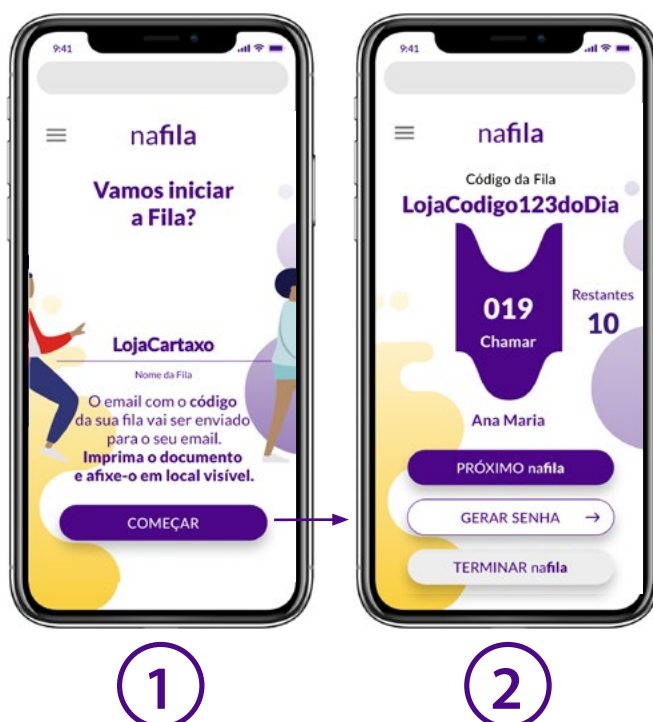 9:41
nafila
Vamos iniciar
a Fila?
LojaCartaxo
Nome da Fila
O email com o código
da sua fila vai ser enviado
para o seu email.
Imprima o documento
e afixe-o em local visível.
COMEÇAR
1
9:41
nafila
Código da Fila
LojaCodigo123doDia
019
Chamar
Restantes
10
Ana Maria
PRÓXIMO nafila
GERAR SENHA →
TERMINAR nafila
2